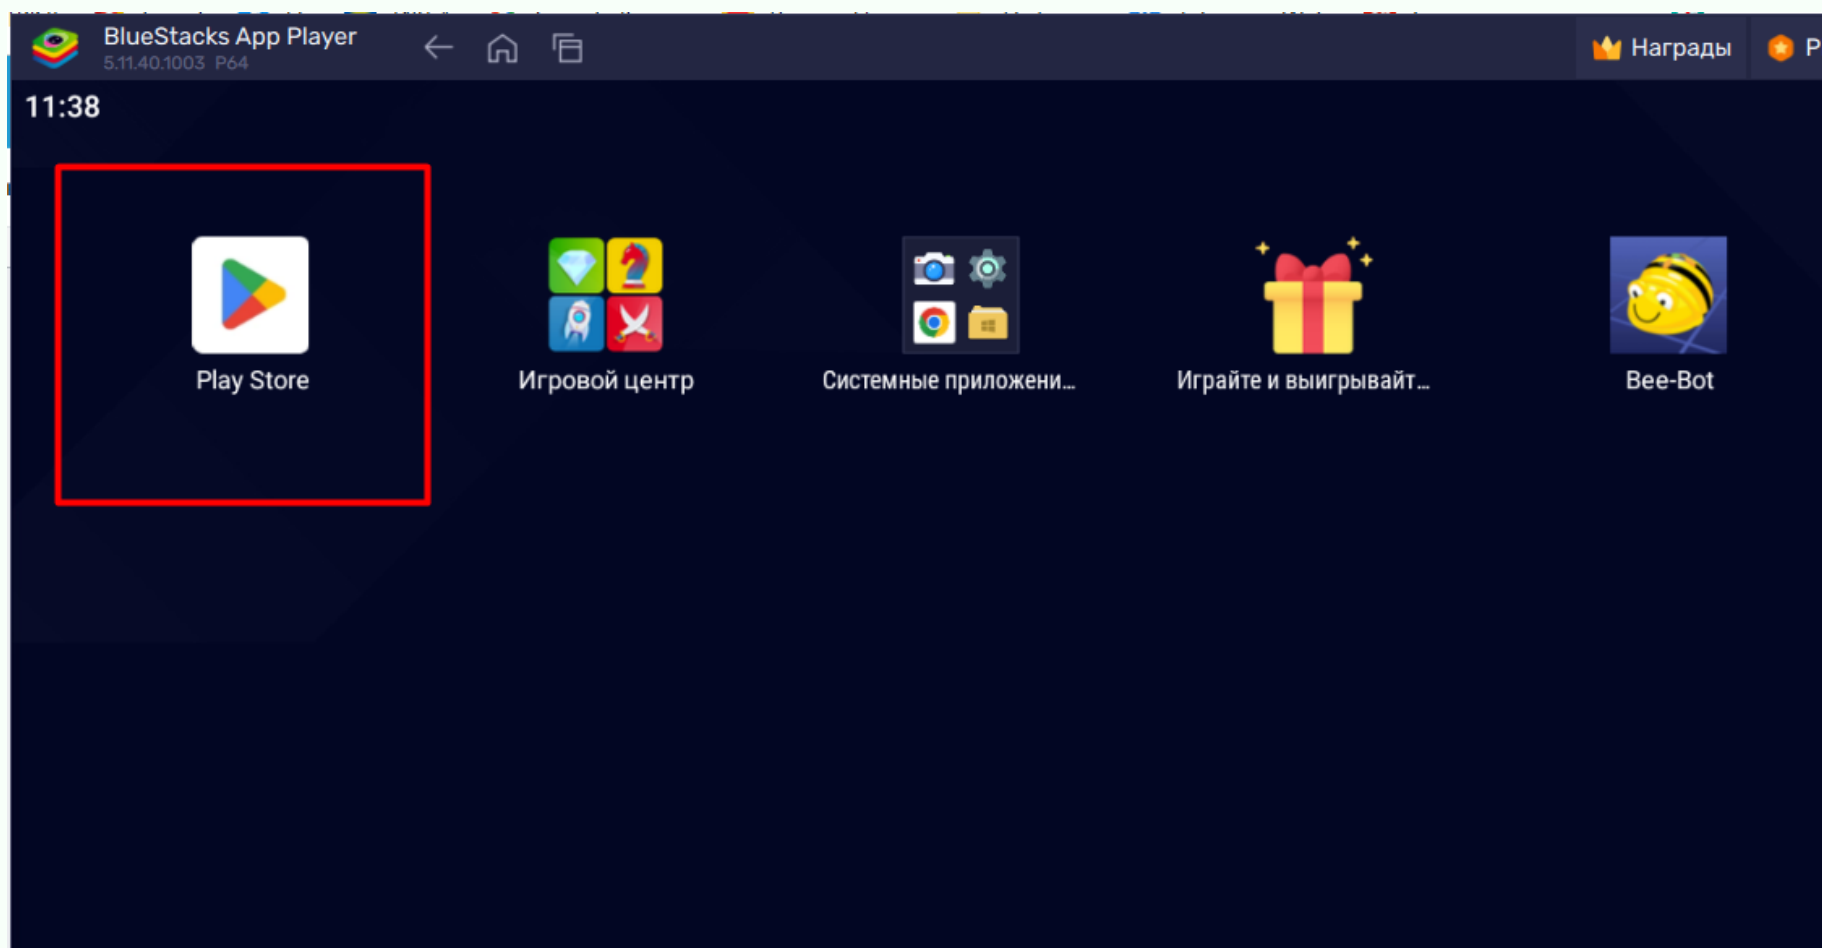 BlueStacks App Player
5.11.40.1003 P64
Награды
P
11:38
Play Store
Игровой центр
Системные приложени...
Играйте и выигрывайт...
Bee-Bot